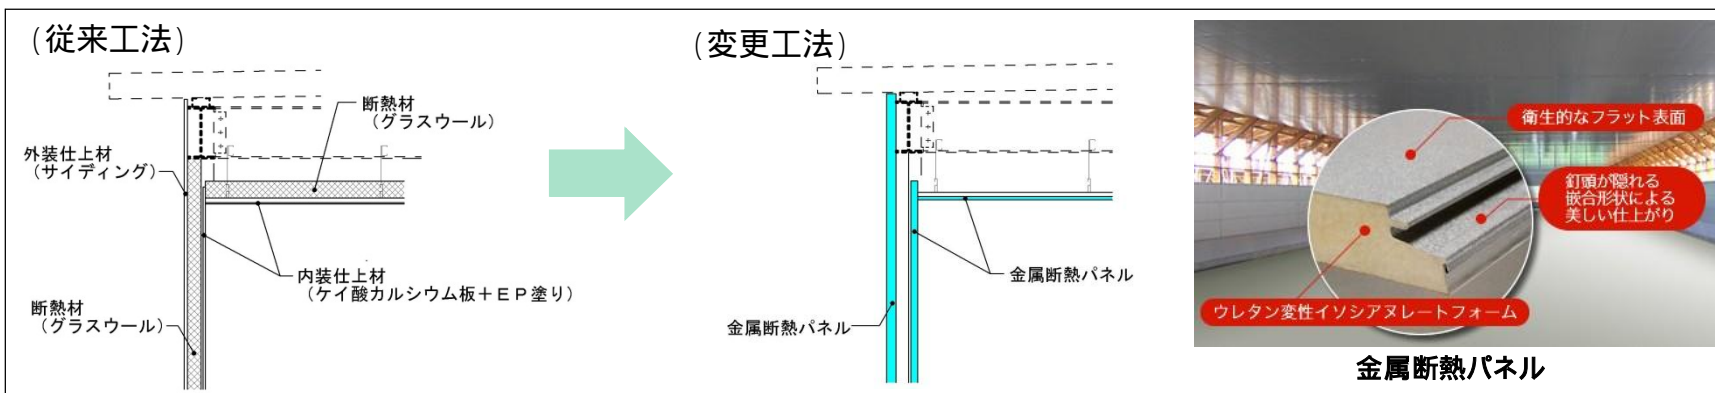 (従来工法)
断熱材
(グラスウール)
外装仕上材
(サイディング)
内装仕上材
(ケイ酸カルシウム板+EP塗り)
断熱材
(グラスウール)
(変更工法)
金属断熱パネル
金属断熱パネル
衛生的なフラット表面
釘頭が隠れる
嵌合形状による
美しい仕上がり
ウレタン変性イソシアヌレートフォーム
金属断熱パネル